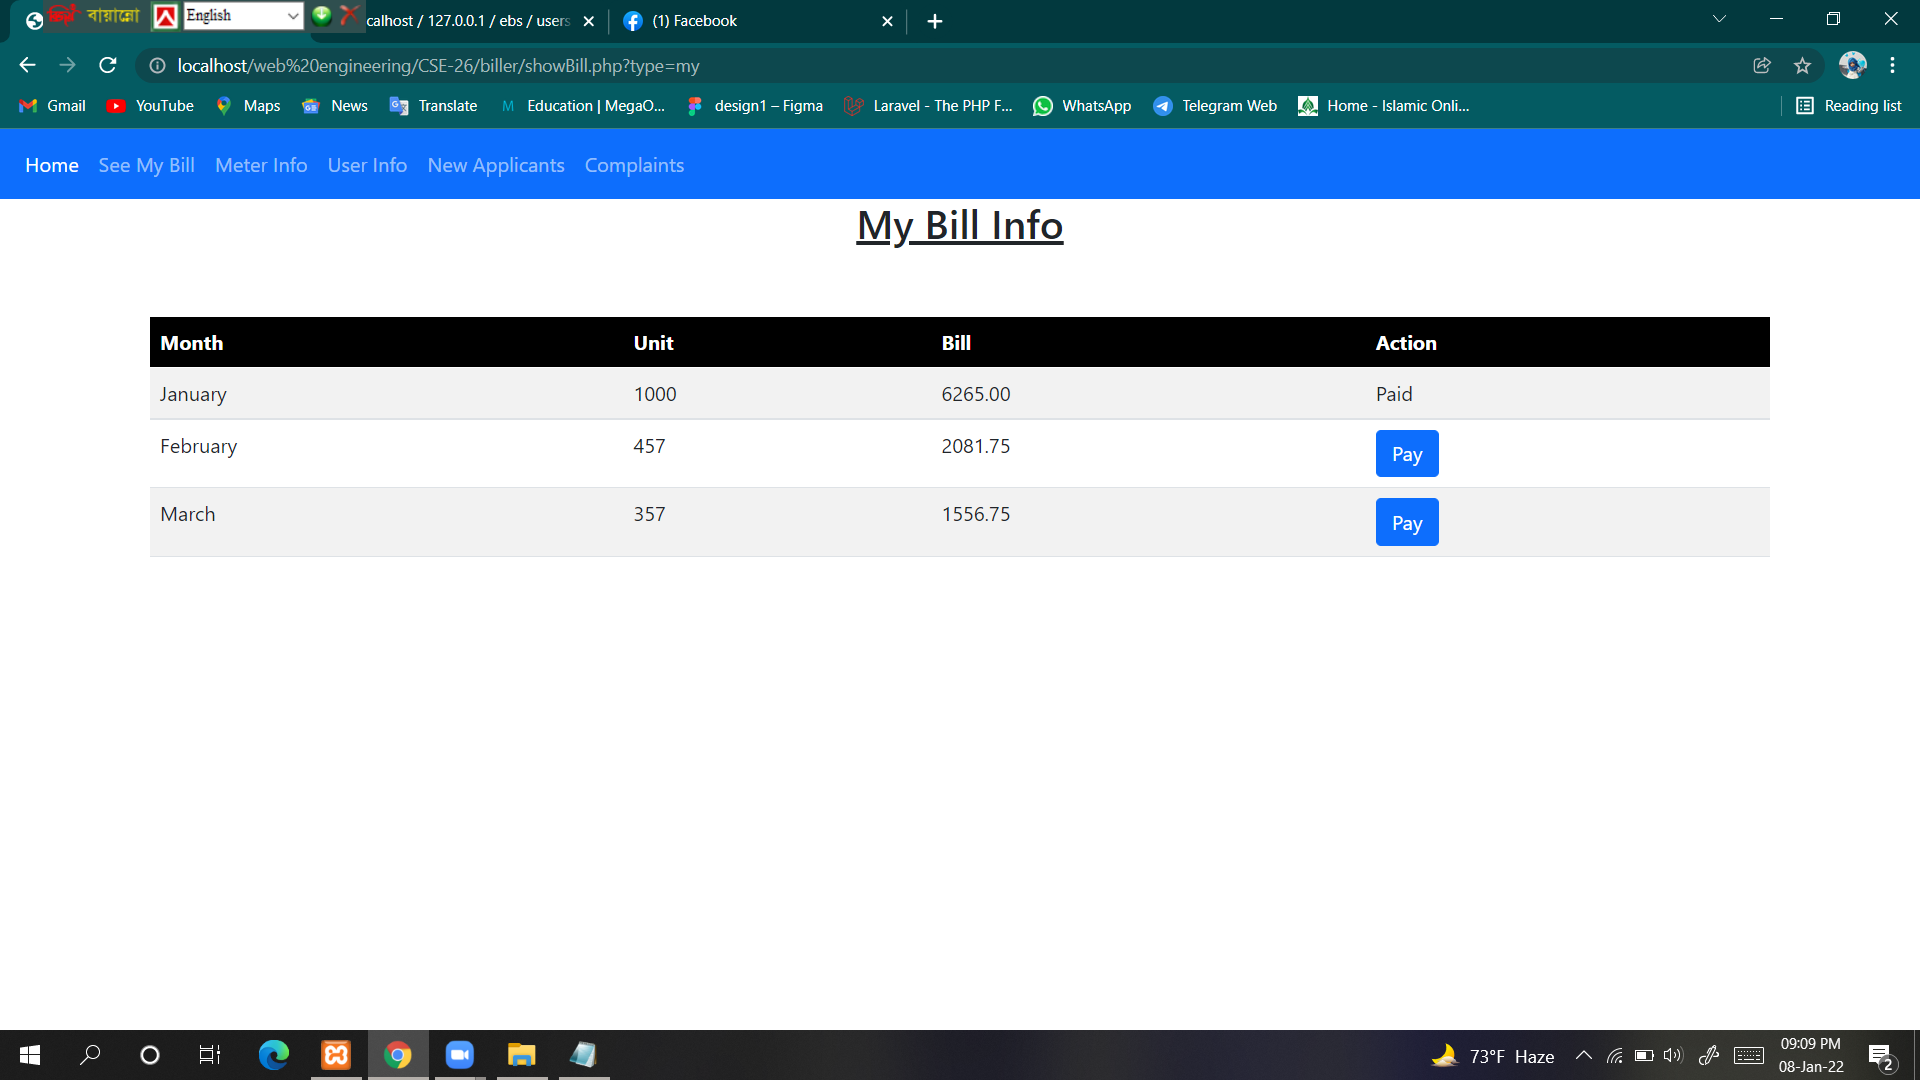 বায়ান্নো English
calhost / 127.0.0.1 / ebs / users
(1) Facebook
localhost/web%20engineering/CSE-26/biller/showBill.php?type=my
Gmail YouTube Maps News Translate Education | MegaO... design1 – Figma Laravel - The PHP F... WhatsApp Telegram Web Home - Islamic Onli... Reading list
Home See My Bill Meter Info User Info New Applicants Complaints
My Bill Info
Month Unit Bill Action
January 1000 6265.00 Paid
February 457 2081.75 Pay
March 357 1556.75 Pay
73°F Haze
09:09 PM
08-Jan-22
2